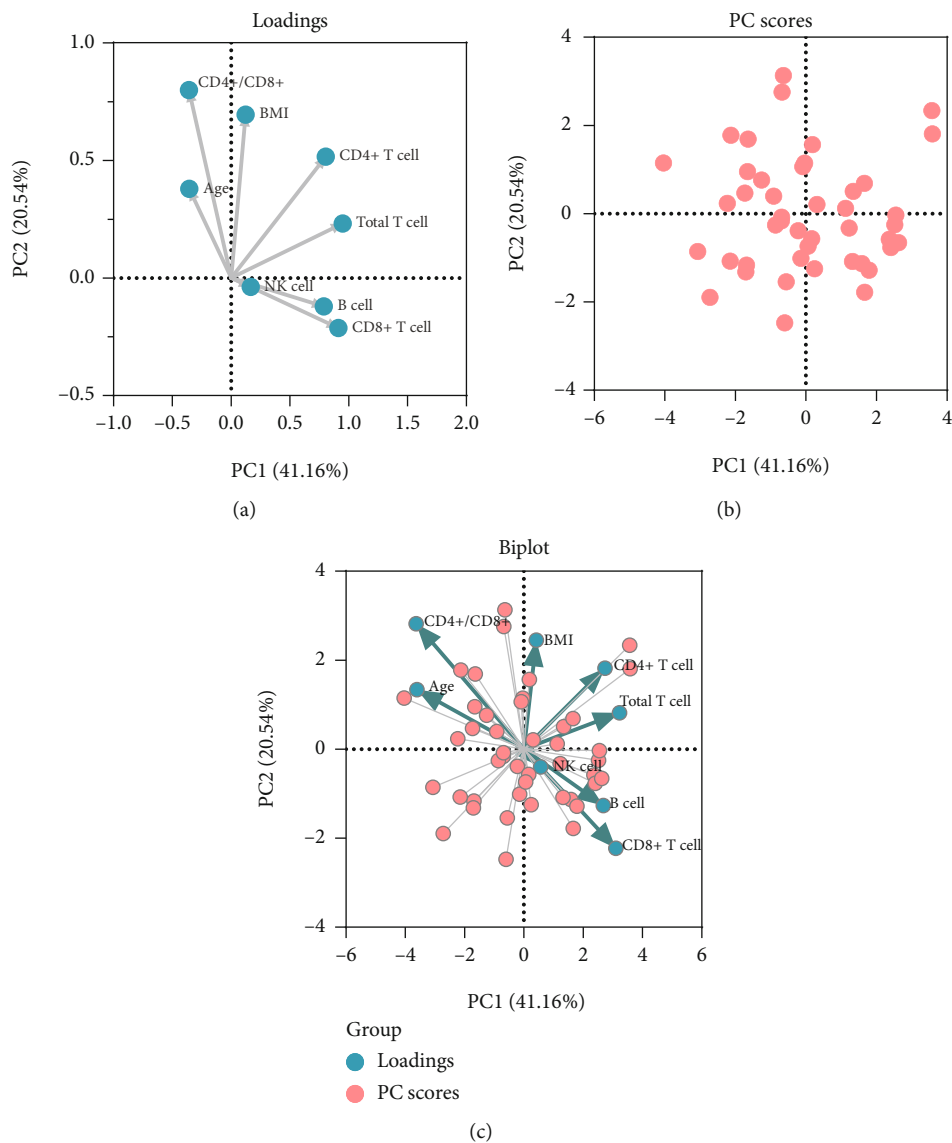 Loadings
1.0
0.5
0.0
–0.5
PC2 (20.54%)
CD4+/CD8+
BMI
CD4+ T cell
Age
Total T cell
NK cell
B cell
CD8+ T cell
–1.0 –0.5 0.0 0.5 1.0 1.5 2.0
PC1 (41.16%)
(a)
PC scores
4
2
0
–2
–4
PC2 (20.54%)
–6 –4 –2 0 2 4
PC1 (41.16%)
(b)
Biplot
4
2
0
–2
–4
PC2 (20.54%)
CD4+/CD8+
BMI
CD4+ T cell
Age
Total T cell
NK cell
B cell
CD8+ T cell
–6 –4 –2 0 2 4 6
PC1 (41.16%)
Group
Loadings
PC scores
(c)